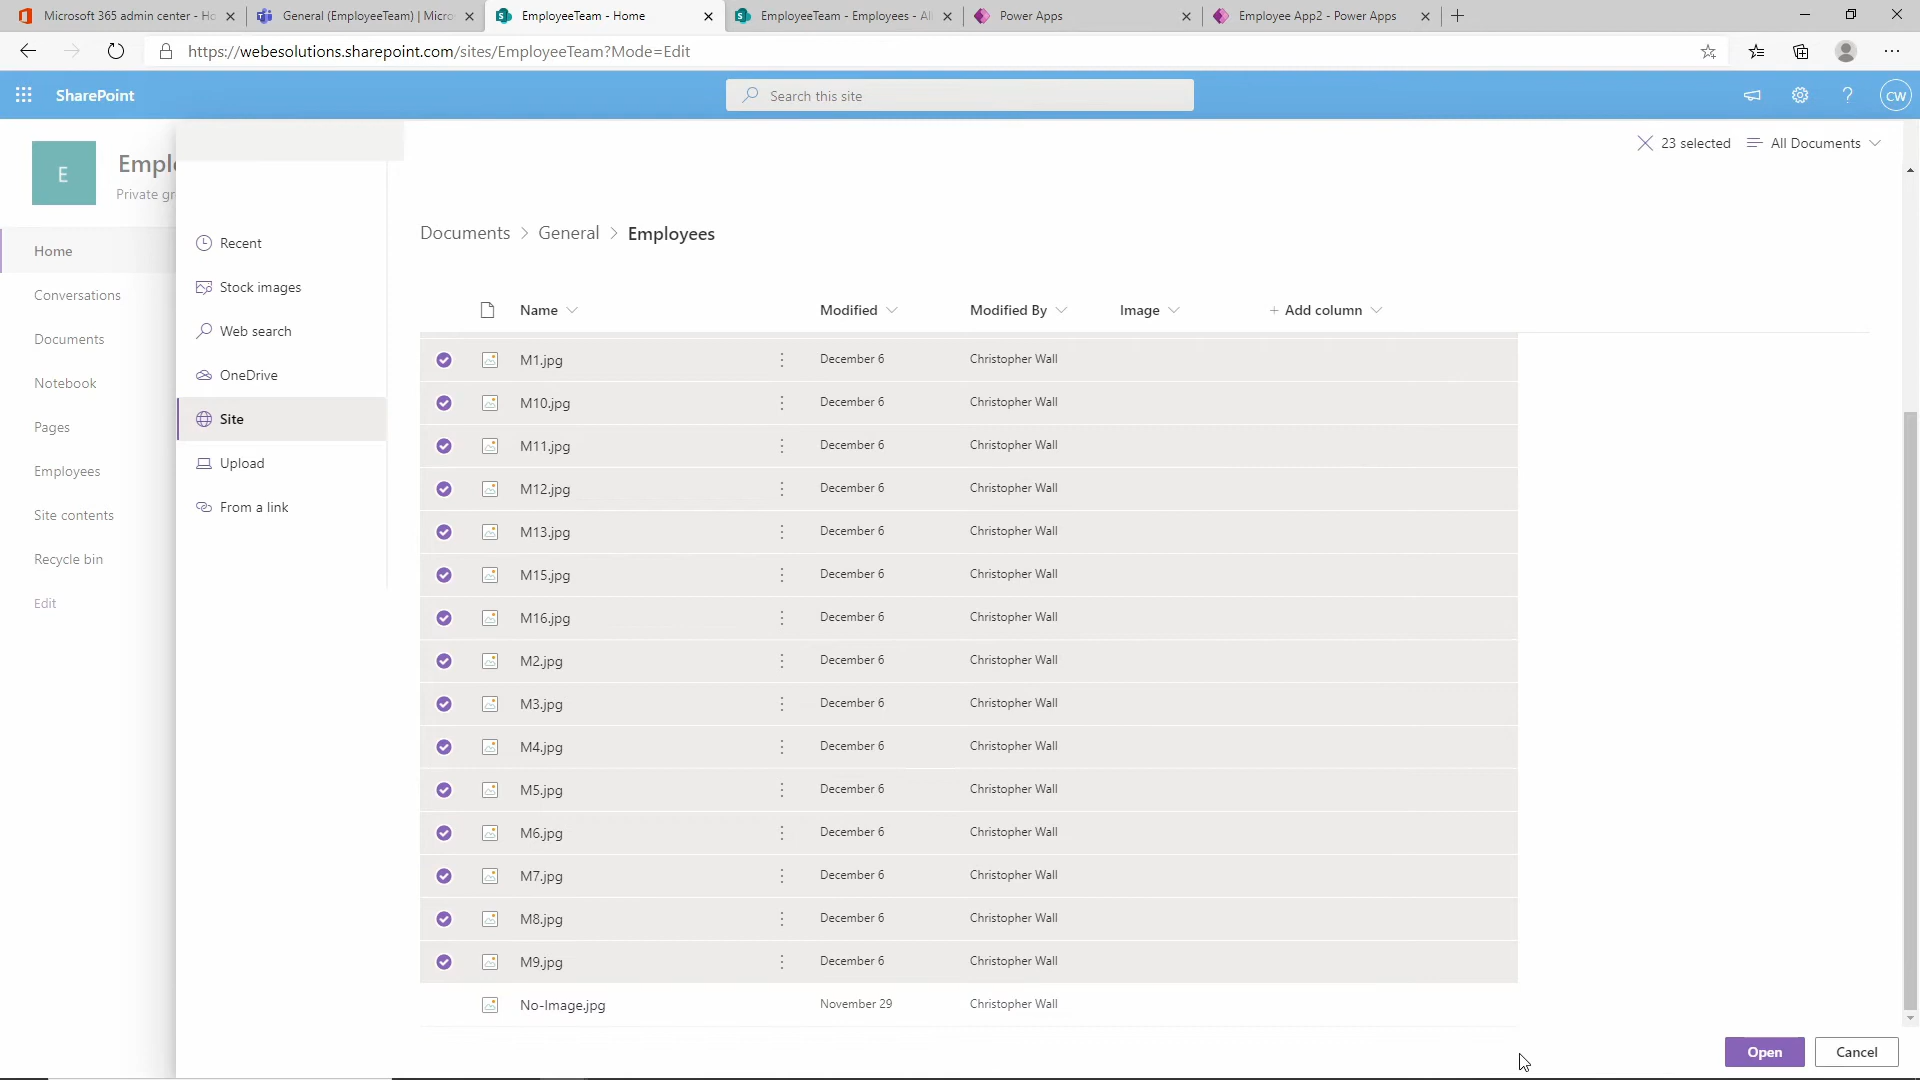 Microsoft 365 admin center - Ho
General (EmployeeTeam) | Micro
EmployeeTeam - Home
EmployeeTeam - Employees - All
Power Apps
Employee App2 - Power Apps
https://webesolutions.sharepoint.com/sites/EmployeeTeam?Mode=Edit
SharePoint
Search this site
CW
E
Emplo
Private gr
23 selected
All Documents
Home
Conversations
Documents
Notebook
Pages
Employees
Site contents
Recycle bin
Edit
Recent
Stock images
Web search
OneDrive
Site
Upload
From a link
Documents > General > Employees
Name Modified Modified By Image + Add column
M1.jpg December 6 Christopher Wall
M10.jpg December 6 Christopher Wall
M11.jpg December 6 Christopher Wall
M12.jpg December 6 Christopher Wall
M13.jpg December 6 Christopher Wall
M15.jpg December 6 Christopher Wall
M16.jpg December 6 Christopher Wall
M2.jpg December 6 Christopher Wall
M3.jpg December 6 Christopher Wall
M4.jpg December 6 Christopher Wall
M5.jpg December 6 Christopher Wall
M6.jpg December 6 Christopher Wall
M7.jpg December 6 Christopher Wall
M8.jpg December 6 Christopher Wall
M9.jpg December 6 Christopher Wall
No-Image.jpg November 29 Christopher Wall
Open
Cancel